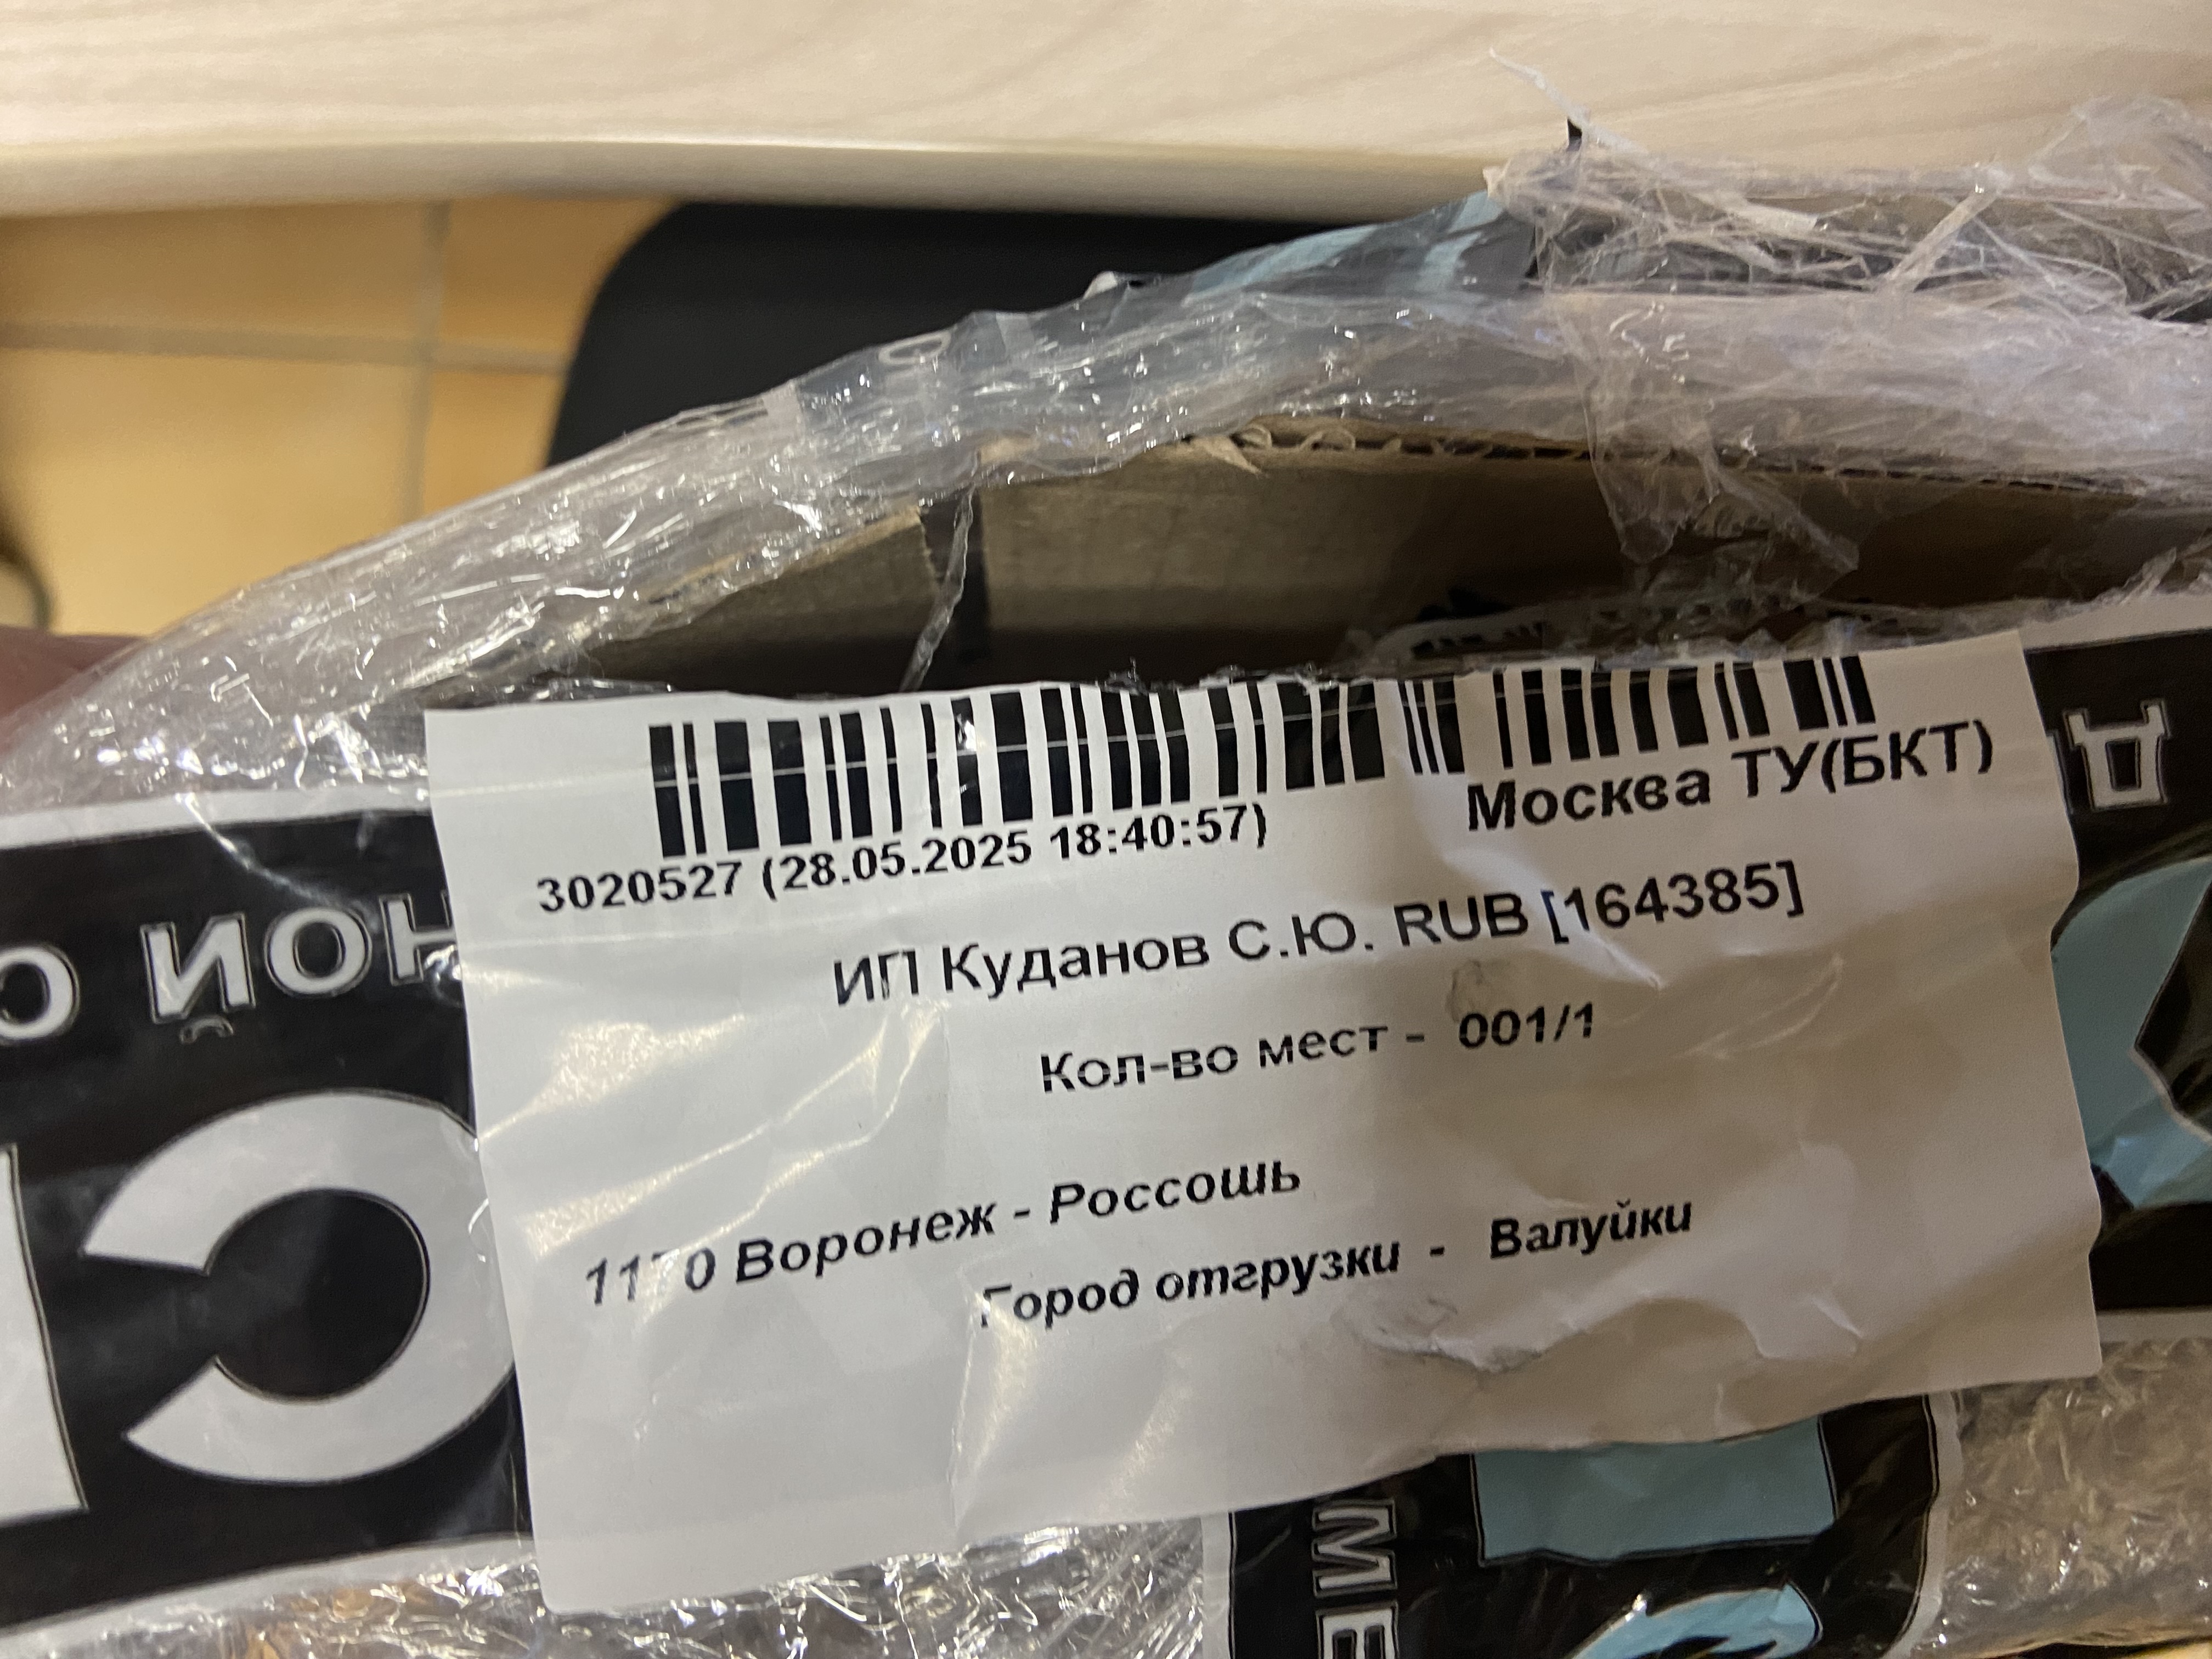 3020527 (28.05.2025 18:40:57)
Москва ТУ(БКТ)
ИП Куданов С.Ю. RUB [164385]
Кол-во мест - 001/1
Воронеж - Россошь
Город отгрузки - Валуйки